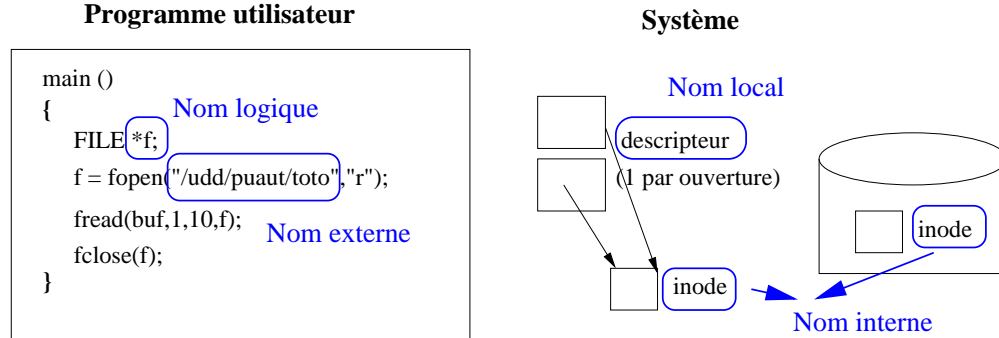 Programme utilisateur
main ()
{
Nom logique
FILE *f;
f = fopen("/udd/puaut/toto","r");
fread(buf,1,10,f);
Nom externe
fclose(f);
}
Système
Nom local
descripteur
(1 par ouverture)
inode
inode
Nom interne